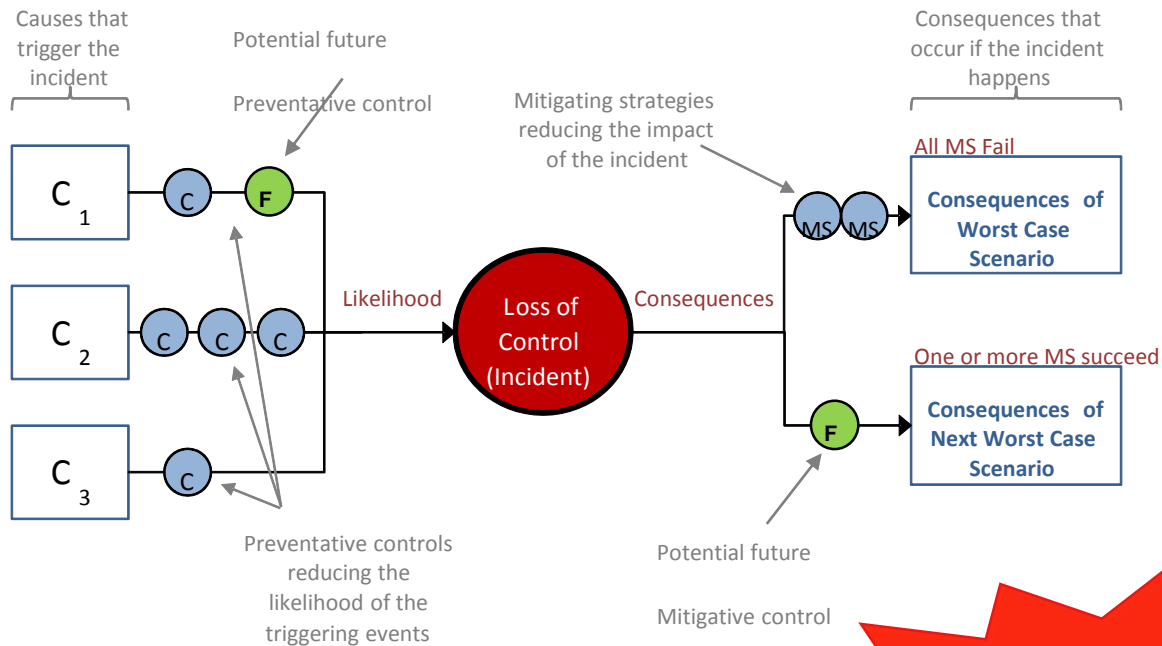 Causes that
trigger the
incident
Potential future
Preventative control
Mitigating strategies
reducing the impact
of the incident
Consequences that
occur if the incident
happens
C 1
C
F
C 2
C
C
C
C 3
C
Likelihood
Loss of
Control
(Incident)
Consequences
MS
MS
All MS Fail
Consequences of
Worst Case
Scenario
One or more MS succeed
F
Consequences of
Next Worst Case
Scenario
Preventative controls
reducing the
likelihood of the
triggering events
Potential future
Mitigative control